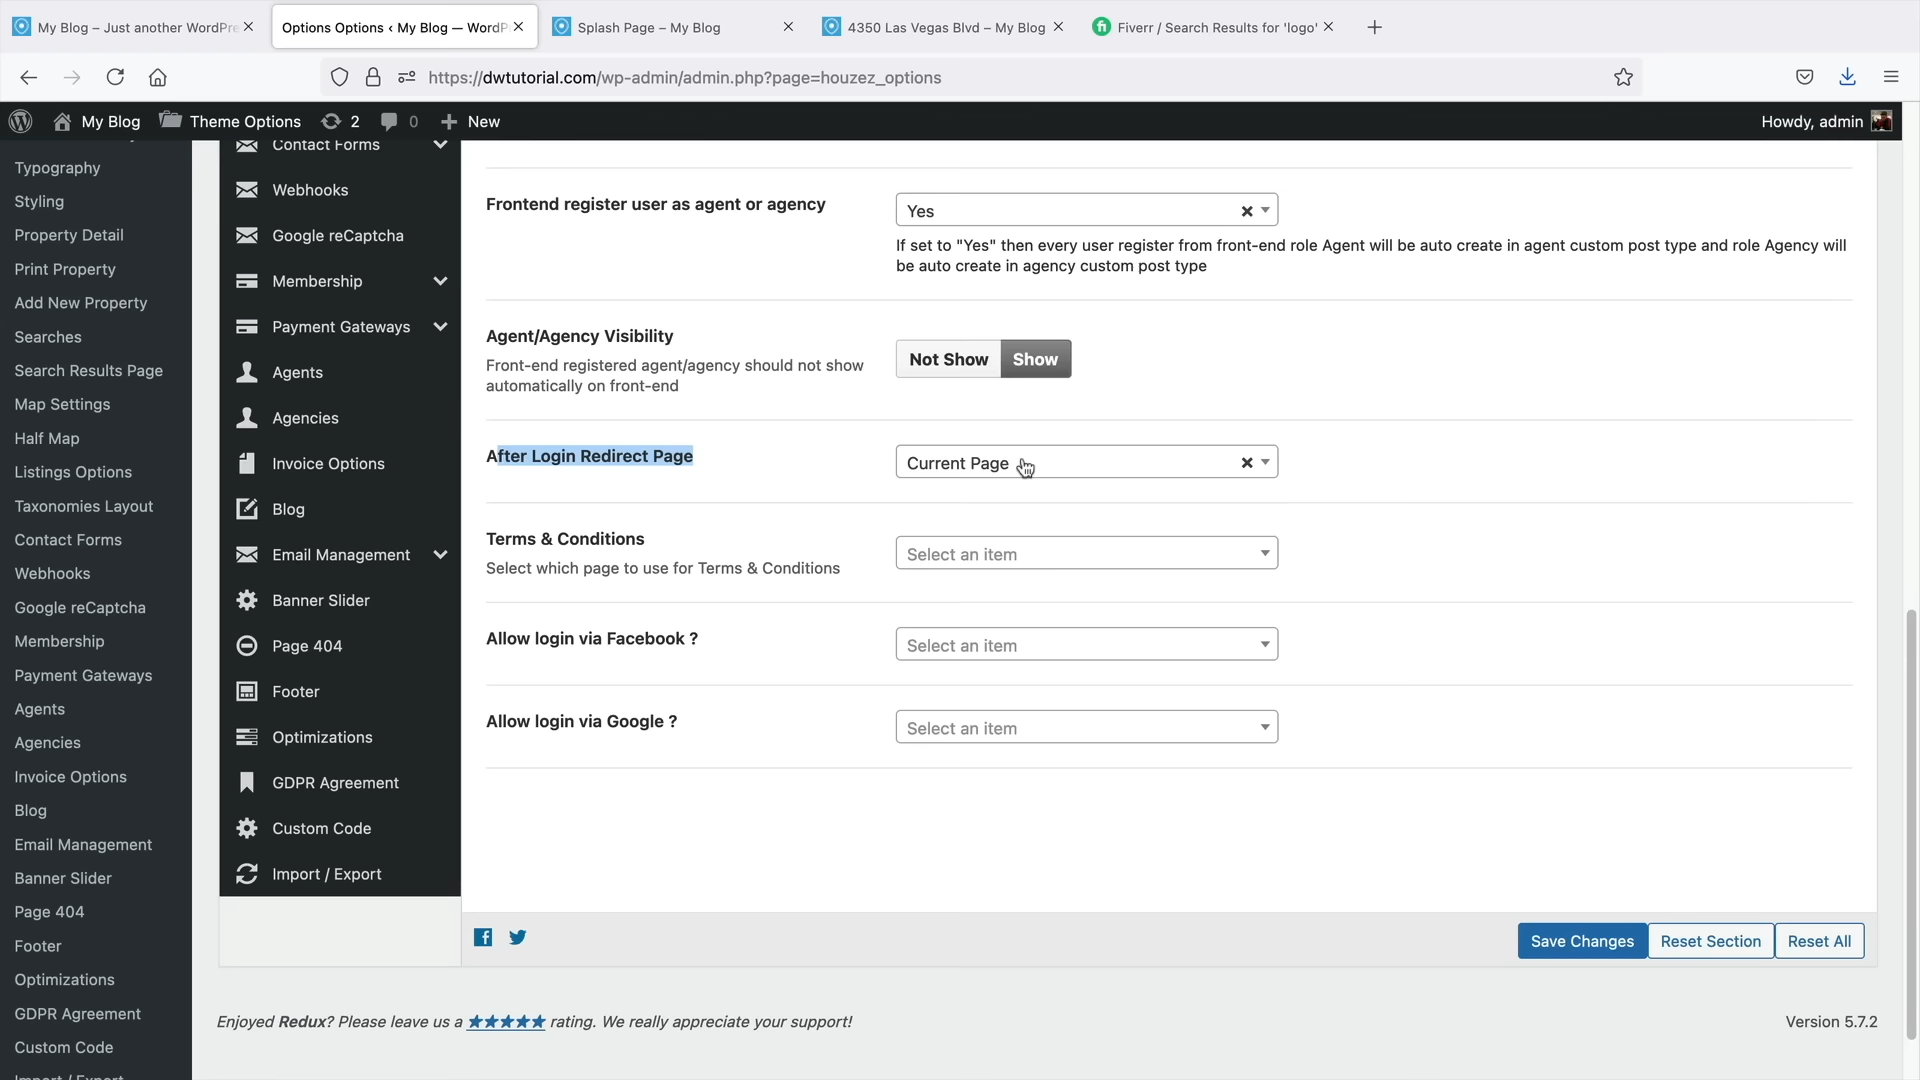 My Blog – Just another WordPre
Options Options ‹ My Blog — WordP
Splash Page – My Blog
4350 Las Vegas Blvd – My Blog
Fiverr / Search Results for 'logo'
https://dwtutorial.com/wp-admin/admin.php?page=houzez_options
My Blog
Theme Options
2
0
New
Howdy, admin
Typography
Styling
Property Detail
Print Property
Add New Property
Searches
Search Results Page
Map Settings
Half Map
Listings Options
Taxonomies Layout
Contact Forms
Webhooks
Google reCaptcha
Membership
Payment Gateways
Agents
Agencies
Invoice Options
Blog
Email Management
Banner Slider
Page 404
Footer
Optimizations
GDPR Agreement
Custom Code
Import / Export
Contact Forms
Webhooks
Google reCaptcha
Membership
Payment Gateways
Agents
Agencies
Invoice Options
Blog
Email Management
Banner Slider
Page 404
Footer
Optimizations
GDPR Agreement
Custom Code
Import / Export
Frontend register user as agent or agency
Yes
If set to "Yes" then every user register from front-end role Agent will be auto create in agent custom post type and role Agency will
be auto create in agency custom post type
Agent/Agency Visibility
Front-end registered agent/agency should not show
automatically on front-end
Not Show
Show
After Login Redirect Page
Current Page
Terms & Conditions
Select which page to use for Terms & Conditions
Select an item
Allow login via Facebook ?
Select an item
Allow login via Google ?
Select an item
Save Changes
Reset Section
Reset All
Enjoyed Redux? Please leave us a ★★★★★ rating. We really appreciate your support!
Version 5.7.2